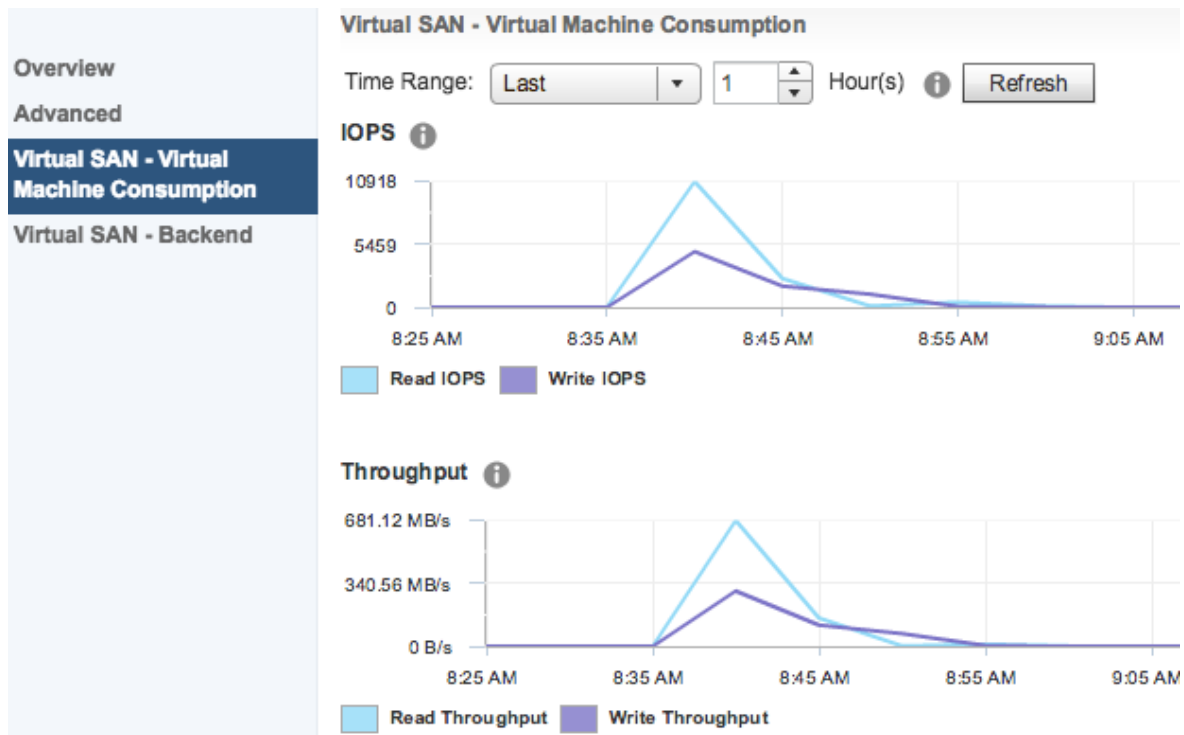 Virtual SAN - Virtual Machine Consumption
Overview
Advanced
Virtual SAN - Virtual
Machine Consumption
Virtual SAN - Backend
Time Range: Last 1 Hour(s) Refresh
IOPS
10918
5459
0
8:25 AM 8:35 AM 8:45 AM 8:55 AM 9:05 AM
Read IOPS Write IOPS
Throughput
681.12 MB/s
340.56 MB/s
0 B/s
8:25 AM 8:35 AM 8:45 AM 8:55 AM 9:05 AM
Read Throughput Write Throughput